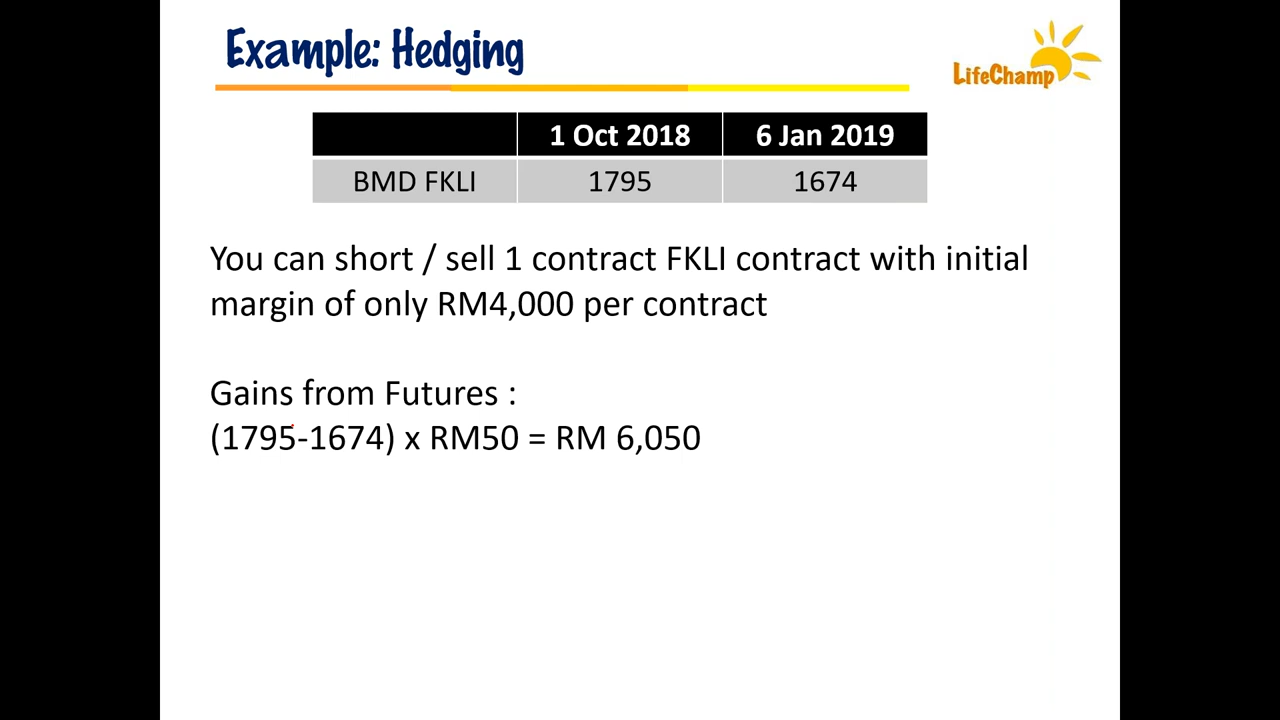 Example: Hedging
LifeChamp
1 Oct 2018 6 Jan 2019
BMD FKLI 1795 1674
You can short / sell 1 contract FKLI contract with initial
margin of only RM4,000 per contract
Gains from Futures :
(1795-1674) x RM50 = RM 6,050